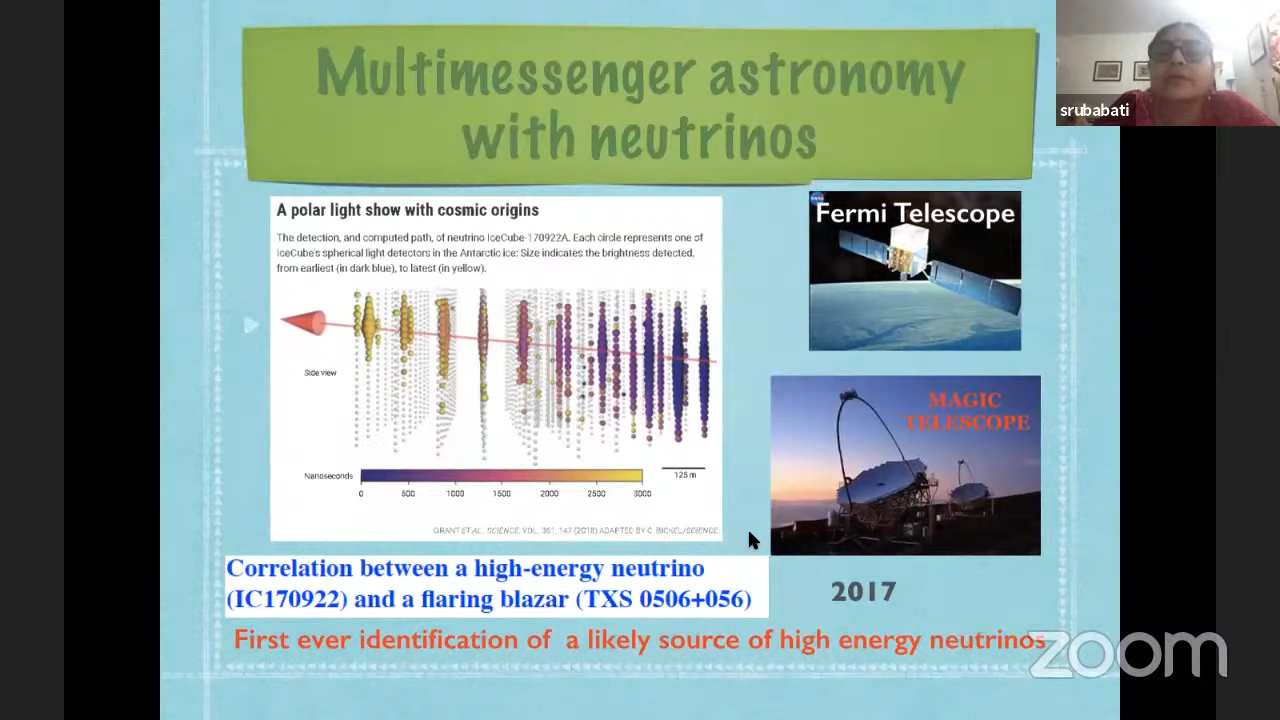 Multimessenger astronomy
with neutrinos
srubabati
A polar light show with cosmic origins
The detection, and computed path, of neutrino IceCube-170922A. Each circle represents one of
IceCube's spherical light detectors in the Antarctic ice: Size indicates the brightness detected,
from earliest (in dark blue), to latest (in yellow).
Side view
Nanoseconds
0 500 1000 1500 2000 2500 3000
125 m
GRANT ET AL., SCIENCE, VOL. 361, 147 (2018) ADAPTED BY C. BICKEL/SCIENCE
Fermi Telescope
MAGIC
TELESCOPE
Correlation between a high-energy neutrino
(IC170922) and a flaring blazar (TXS 0506+056)
2017
First ever identification of a likely source of high energy neutrinos
zoom